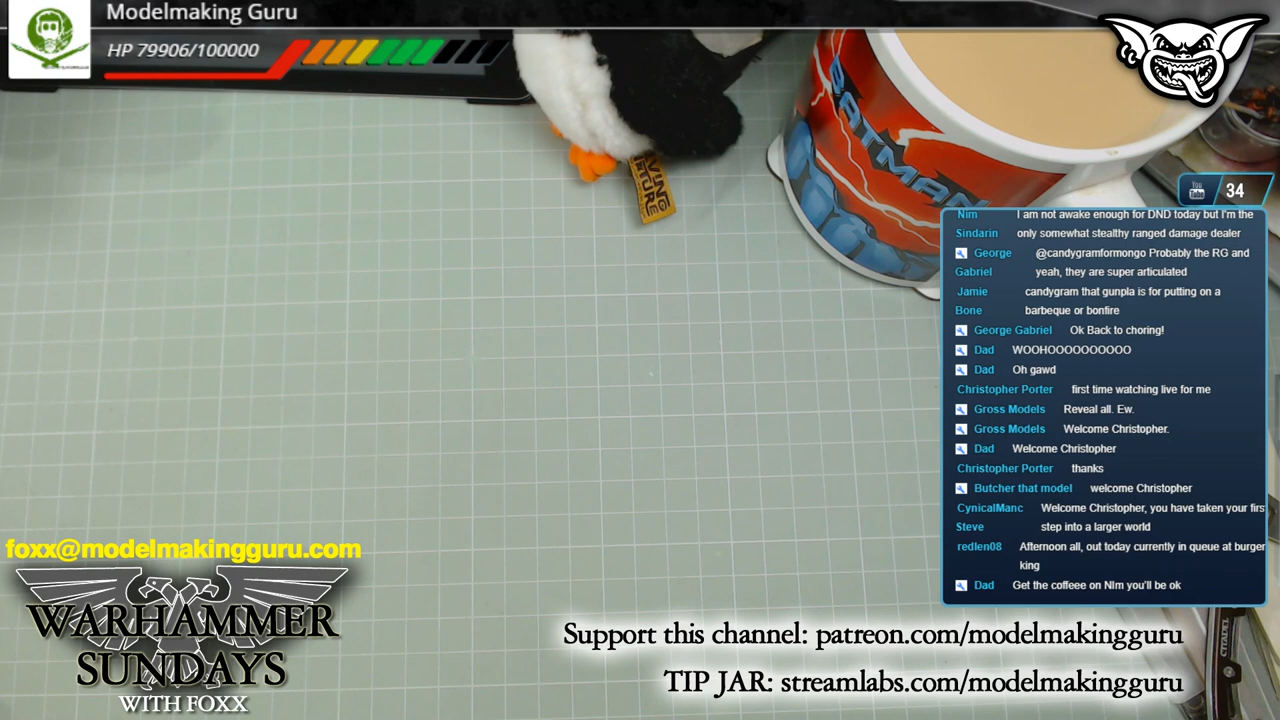 Modelmaking Guru
HP 79906/100000
BATMAN
34
Nim Sindarin I am not awake enough for DND today but I'm the
only somewhat stealthy ranged damage dealer
George Gabriel @candygramformongo Probably the RG and
yeah, they are super articulated
Jamie Bone candygram that gunpla is for putting on a
barbeque or bonfire
George Gabriel Ok Back to choring!
Dad WOOHOOOOOOOOOO
Dad Oh gawd
Christopher Porter first time watching live for me
Gross Models Reveal all. Ew.
Gross Models Welcome Christopher.
Dad Welcome Christopher
Christopher Porter thanks
Butcher that model welcome Christopher
CynicalManc Steve Welcome Christopher, you have taken your firs
step into a larger world
redlen08 Afternoon all, out today currently in queue at burger
king
Dad Get the coffeee on NIm you'll be ok
foxx@modelmakingguru.com
WARHAMMER
SUNDAYS
WITH FOXX
Support this channel: patreon.com/modelmakingguru
TIP JAR: streamlabs.com/modelmakingguru
CITADEL